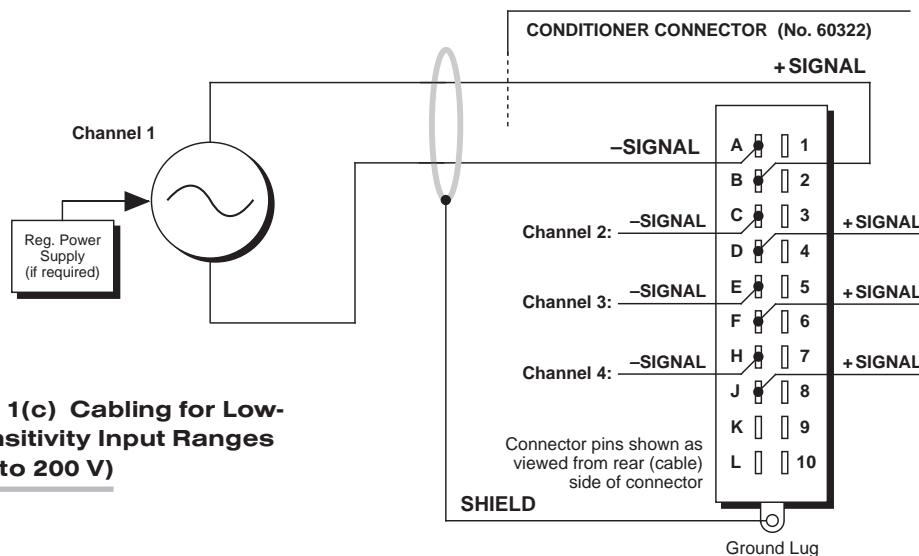 CONDITIONER CONNECTOR (No. 60322)
+SIGNAL
Channel 1
–SIGNAL
A 1
B 2
C 3
D 4
E 5
F 6
H 7
J 8
K 9
L 10
Reg. Power
Supply
(if required)
Channel 2: –SIGNAL
+SIGNAL
Channel 3: –SIGNAL
+SIGNAL
Channel 4: –SIGNAL
+SIGNAL
1(c) Cabling for Low-
nsitivity Input Ranges
to 200 V)
Connector pins shown as
viewed from rear (cable)
side of connector
SHIELD
Ground Lug